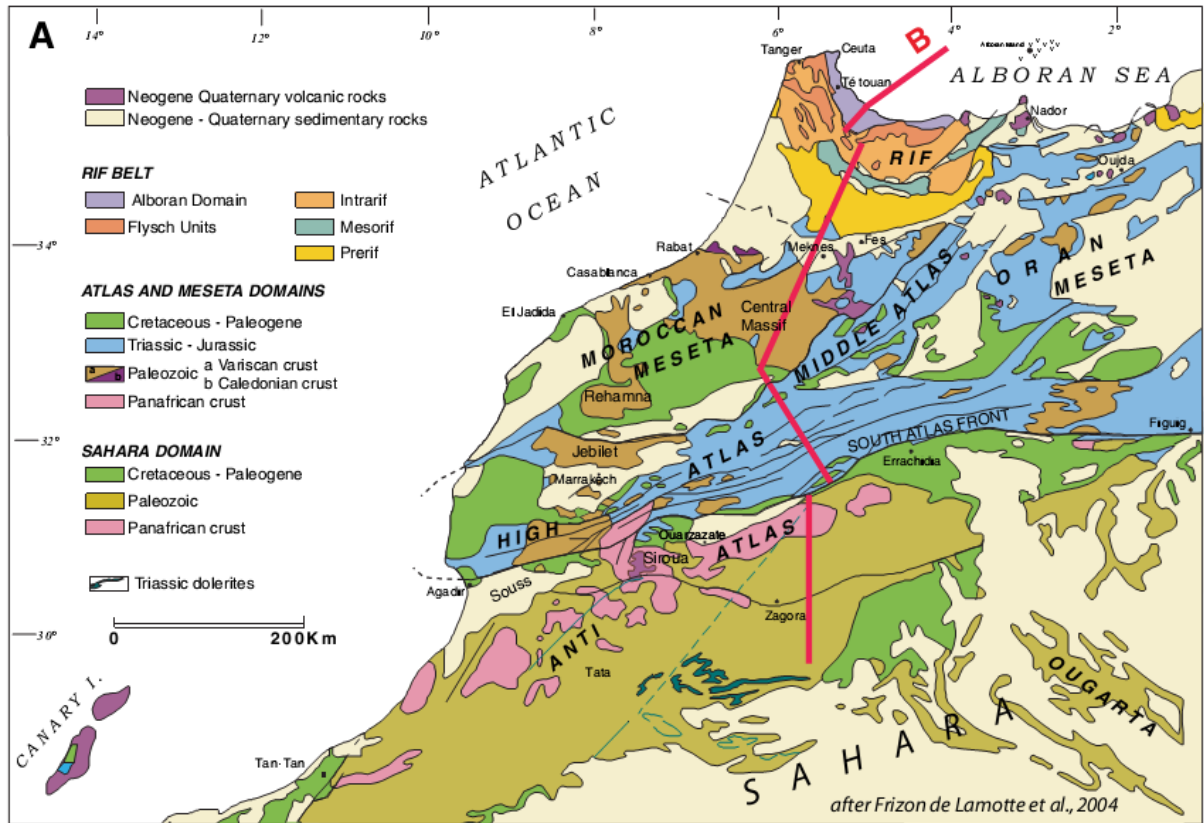 A
14°
12°
10°
8°
6°
4°
2°
B
Tanger
Ceuta
Tétouan
Alboran Island
ALBORAN SEA
Nador
Neogene Quaternary volcanic rocks
Neogene - Quaternary sedimentary rocks
ATLANTIC
OCEAN
RIF
Oujda
RIF BELT
Alboran Domain
Intrarif
Flysch Units
Mesorif
Prerif
34°
Rabat
Meknes
Fes
Casablanca
El Jadida
ORAN
MESETA
ATLAS AND MESETA DOMAINS
Cretaceous - Paleogene
Triassic - Jurassic
a
b
Paleozoic a Variscan crust
b Caledonian crust
Panafrican crust
MOROCCAN
MESETA
Central
Massif
MIDDLE ATLAS
Rehamna
32°
SAHARA DOMAIN
Cretaceous - Paleogene
Paleozoic
Panafrican crust
Jebilet
Marrakech
HIGH
ATLAS
SOUTH ATLAS FRONT
Errachidia
Figuig
Triassic dolerites
0
200Km
Agadir
Souss
Ouarzazate
Siroua
ANTI
ATLAS
Zagora
30°
Tata
OUGARTA
CANARY I.
Tan-Tan
SAHARA
after Frizon de Lamotte et al., 2004